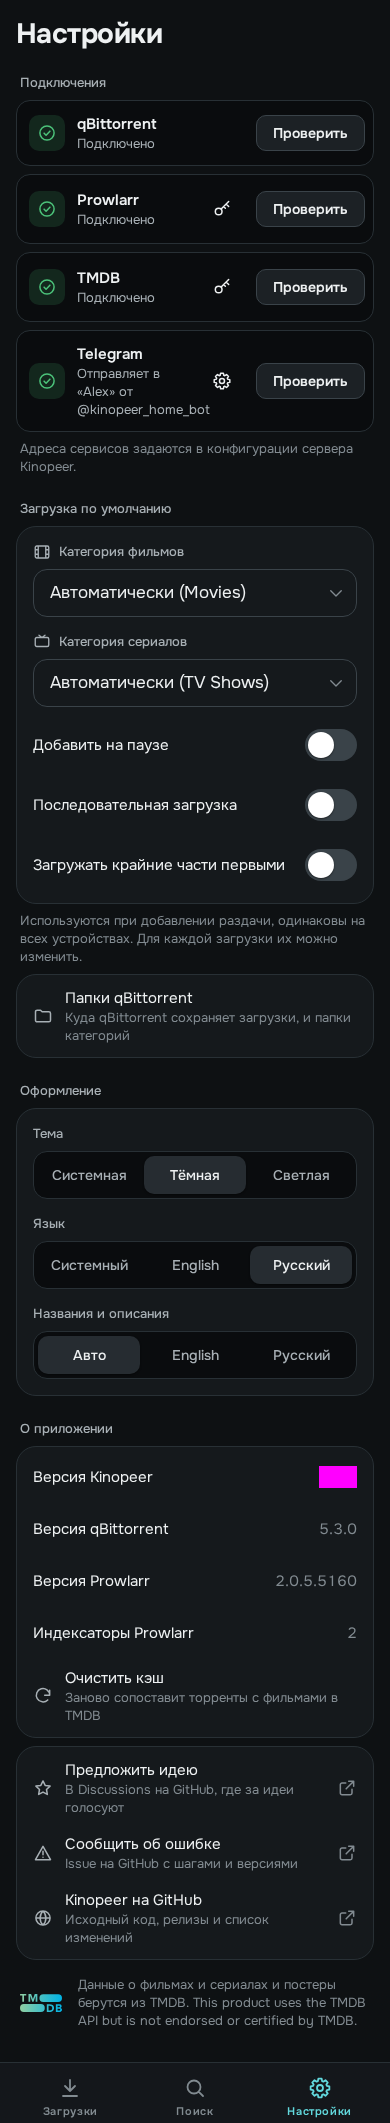 Настройки
Подключения
qBittorrent
Подключено
Проверить
Prowlarr
Подключено
Проверить
TMDB
Подключено
Проверить
Telegram
Отправляет в
«Alex» от
@kinopeer_home_bot
Проверить
Адреса сервисов задаются в конфигурации сервера
Kinopeer.
Загрузка по умолчанию
Категория фильмов
Автоматически (Movies)
Категория сериалов
Автоматически (TV Shows)
Добавить на паузе
Последовательная загрузка
Загружать крайние части первыми
Используются при добавлении раздачи, одинаковы на
всех устройствах. Для каждой загрузки их можно
изменить.
Папки qBittorrent
Куда qBittorrent сохраняет загрузки, и папки
категорий
Оформление
Тема
Системная Тёмная Светлая
Язык
Системный English Русский
Названия и описания
Авто English Русский
О приложении
Версия Kinopeer
Версия qBittorrent 5.3.0
Версия Prowlarr 2.0.5.5160
Индексаторы Prowlarr 2
Очистить кэш
Заново сопоставит торренты с фильмами в
TMDB
Предложить идею
В Discussions на GitHub, где за идеи
голосуют
Сообщить об ошибке
Issue на GitHub с шагами и версиями
Kinopeer на GitHub
Исходный код, релизы и список
изменений
TMDB
Данные о фильмах и сериалах и постеры
берутся из TMDB. This product uses the TMDB
API but is not endorsed or certified by TMDB.
Загрузки Поиск Настройки